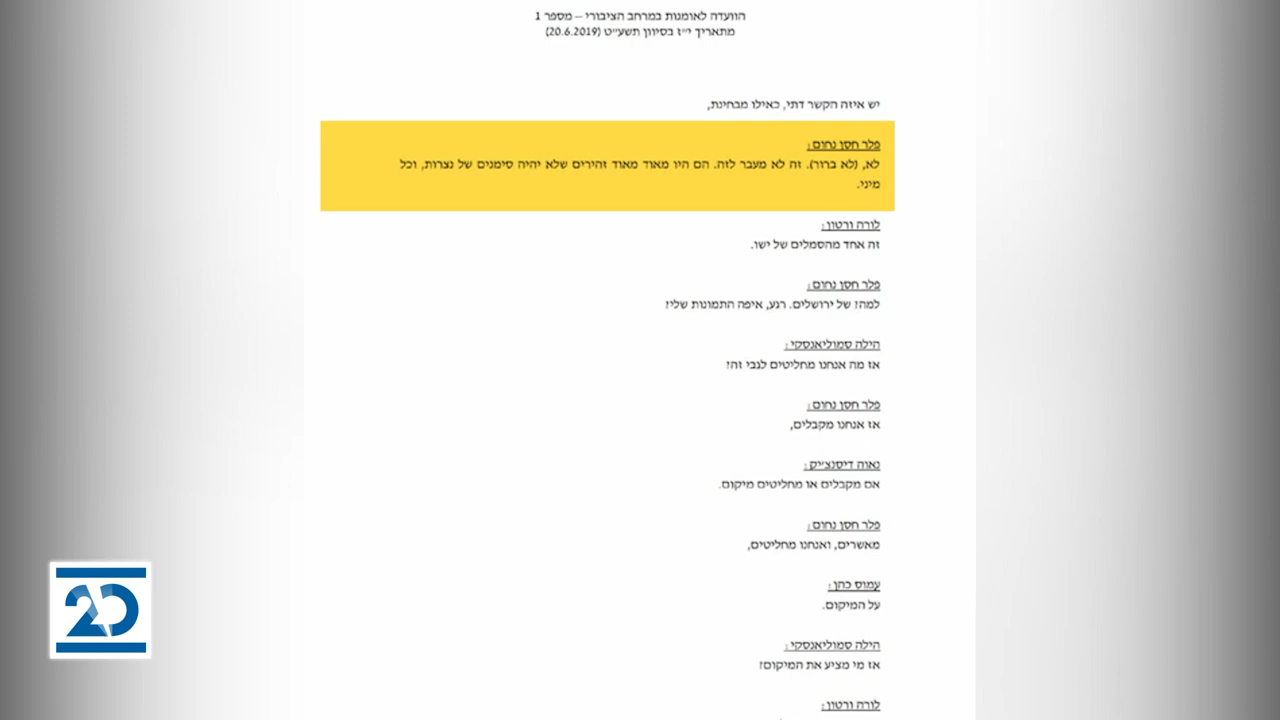 הוועדה לאומנות במרחב הציבורי – מספר 1
מתאריך י״ז בסיוון תשע״ט (20.6.2019)
יש איזה הקשר דתי, כאילו מבחינת,
פלר חסן נחום:
לא, (לא ברור). זה לא מעבר לזה. הם היו מאוד מאוד זהירים שלא יהיה סימנים של נצרות, וכל
מיני.
לורה ורטון:
זה אחד מהסמלים של ישו.
פלר חסן נחום:
למה? של ירושלים. רגע, איפה התמונות שלי?
הילה סמוליאנסקי:
אז מה אנחנו מחליטים לגבי זה?
פלר חסן נחום:
אז אנחנו מקבלים,
נאוה דיסנצ׳יק:
אם מקבלים או מחליטים מיקום.
פלר חסן נחום:
מאשרים, ואנחנו מחליטים,
עמוס כהן:
על המיקום.
הילה סמוליאנסקי:
אז מי מציע את המיקום?
לורה ורטון:
20